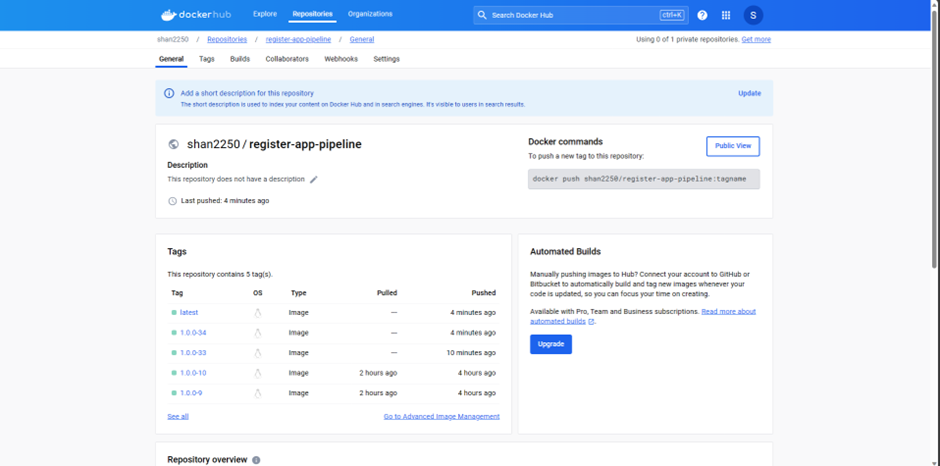 dockerhub Explore Repositories Organizations Search Docker Hub ctrl+K ? S
shan2250 / Repositories / register-app-pipeline / General Using 0 of 1 private repositories. Get more
General Tags Builds Collaborators Webhooks Settings
Add a short description for this repository Update
The short description is used to index your content on Docker Hub and in search engines. It's visible to users in search results.
shan2250 / register-app-pipeline
Description
This repository does not have a description
Last pushed: 4 minutes ago
Docker commands Public View
To push a new tag to this repository:
docker push shan2250/register-app-pipeline:tagname
Tags
This repository contains 5 tag(s).
Tag OS Type Pulled Pushed
latest Image --- 4 minutes ago
1.0.0-34 Image --- 4 minutes ago
1.0.0-33 Image --- 10 minutes ago
1.0.0-10 Image 2 hours ago 4 hours ago
1.0.0-9 Image 2 hours ago 4 hours ago
See all Go to Advanced Image Management
Automated Builds
Manually pushing images to Hub? Connect your account to GitHub or
Bitbucket to automatically build and tag new images whenever your
code is updated, so you can focus your time on creating.
Available with Pro, Team and Business subscriptions. Read more about
automated builds.
Upgrade
Repository overview